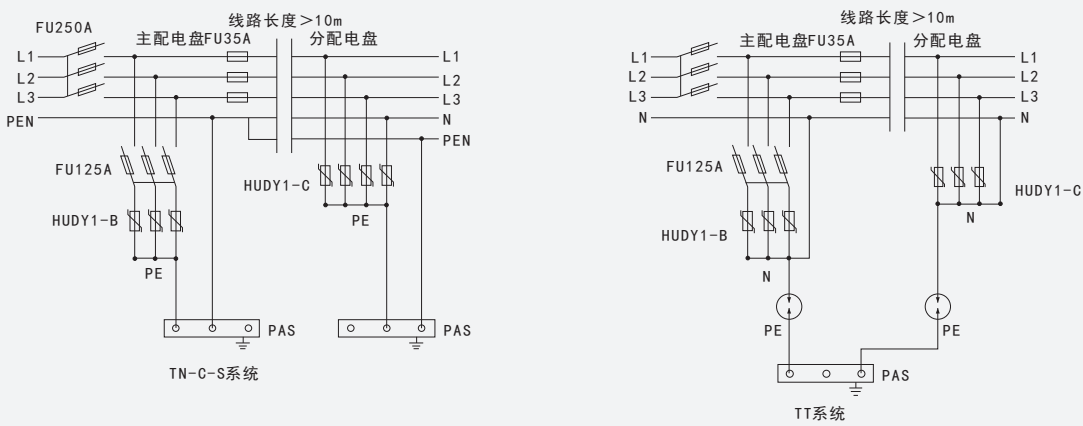 线路长度>10m
FU250A
主配电盘FU35A
分配电盘
L1
L1
L2
L2
L3
L3
PEN
N
PEN
FU125A
HUDY1-C
HUDY1-B
PE
PE
PAS
PAS
TN-C-S系统
线路长度>10m
主配电盘FU35A
分配电盘
L1
L1
L2
L2
L3
L3
N
N
FU125A
HUDY1-C
HUDY1-B
N
N
PE
PE
PAS
TT系统